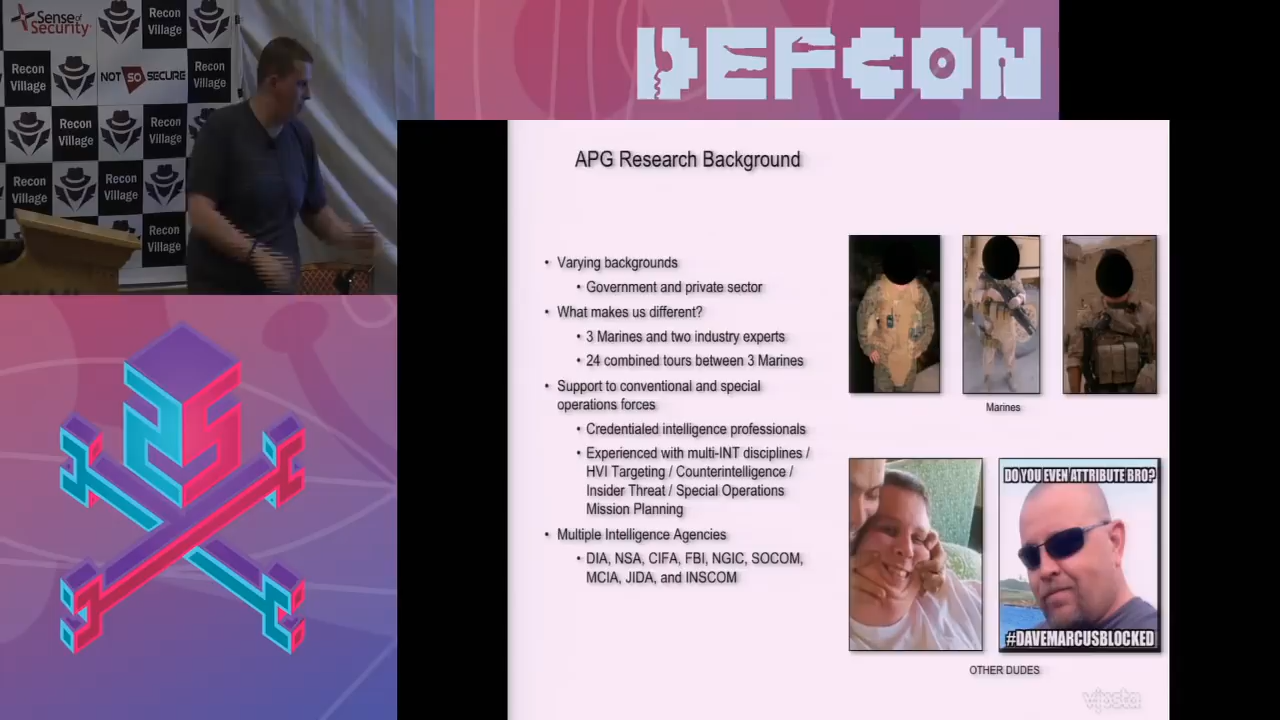 Sense of
Security
Recon
Village
Recon
Village
NOT SO SECURE
Recon
Village
Recon
Village
Recon
Village
Recon
Village
Recon
Village
Recon
Village
DEFCON
APG Research Background
• Varying backgrounds
• Government and private sector
• What makes us different?
• 3 Marines and two industry experts
• 24 combined tours between 3 Marines
• Support to conventional and special
operations forces
• Credentialed intelligence professionals
• Experienced with multi-INT disciplines /
HVI Targeting / Counterintelligence /
Insider Threat / Special Operations
Mission Planning
• Multiple Intelligence Agencies
• DIA, NSA, CIFA, FBI, NGIC, SOCOM,
MCIA, JIDA, and INSCOM
Marines
DO YOU EVEN ATTRIBUTE BRO?
#DAVEMARCUSBLOCKED
OTHER DUDES